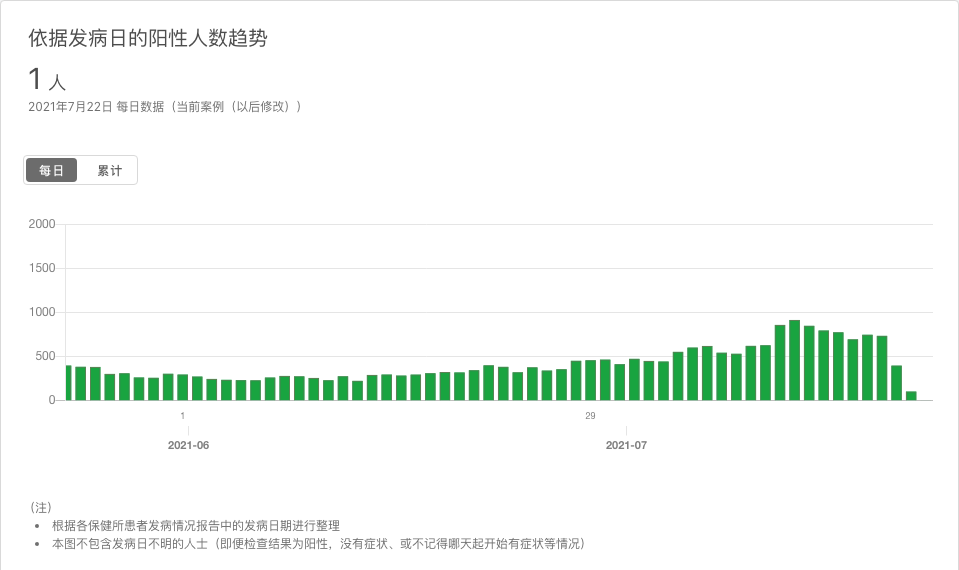 依据发病日的阳性人数趋势
1 人
2021年7月22日 每日数据（当前案例（以后修改））
每日 累计
2000
1500
1000
500
0
1 29
2021-06 2021-07
（注）
• 根据各保健所患者发病情况报告中的发病日期进行整理
• 本图不包含发病日不明的人士（即便检查结果为阳性，没有症状、或不记得哪天起开始有症状等情况）